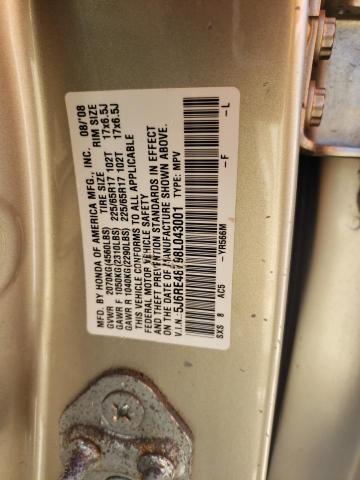 MFD. BY HONDA OF AMERICA MFG., INC. 08/'08
GVWR 2070KG(4560LBS) TIRE SIZE RIM SIZE
GAWR F 1050KG(2310LBS) 225/65R17 102T 17x6.5J
GAWR R 1040KG(2290LBS) 225/65R17 102T 17x6.5J
THIS VEHICLE CONFORMS TO ALL APPLICABLE
FEDERAL MOTOR VEHICLE SAFETY
AND THEFT PREVENTION STANDARDS IN EFFECT
ON THE DATE OF MANUFACTURE SHOWN ABOVE.
V.I.N.:5J6RE48798L043001 TYPE: MPV
SXS 8 AC5 -YR566M -F -L